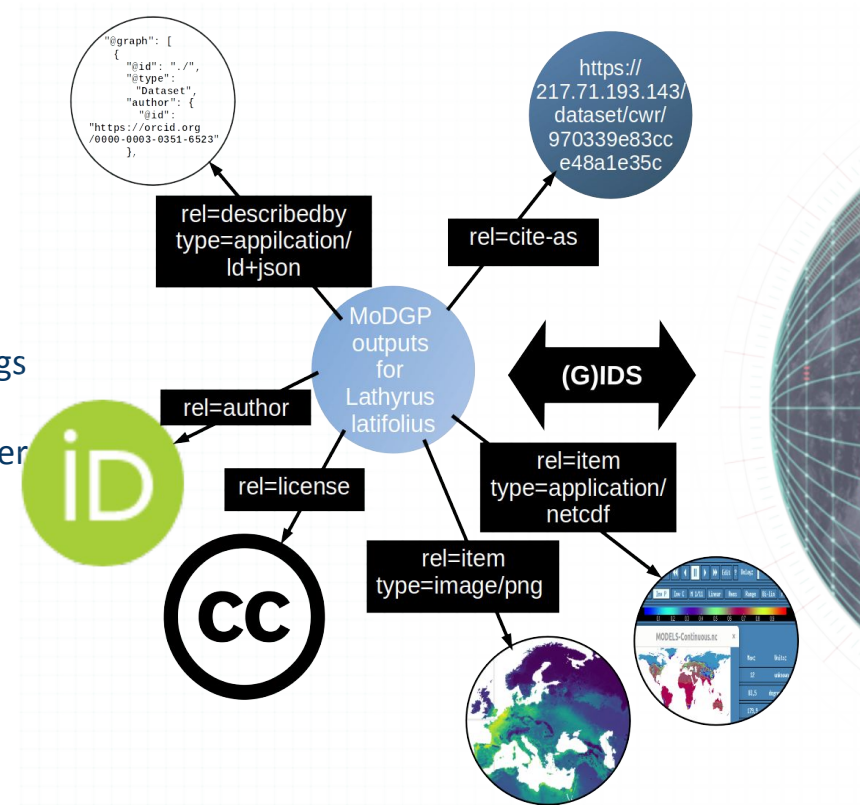 "@graph": [
{
"@id": "./",
"@type":
"Dataset",
"author": {
"@id":
"https://orcid.org
/0000-0003-0351-6523"
},
https://
217.71.193.143/
dataset/cwr/
970339e83cc
e48a1e35c
rel=describedby
type=appilcation/
ld+json
rel=cite-as
MoDGP
outputs
for
Lathyrus
latifolius
(G)IDS
gs
er
rel=author
iD
rel=license
cc
rel=item
type=application/
netcdf
rel=item
type=image/png
MODELS-Continuous.nc